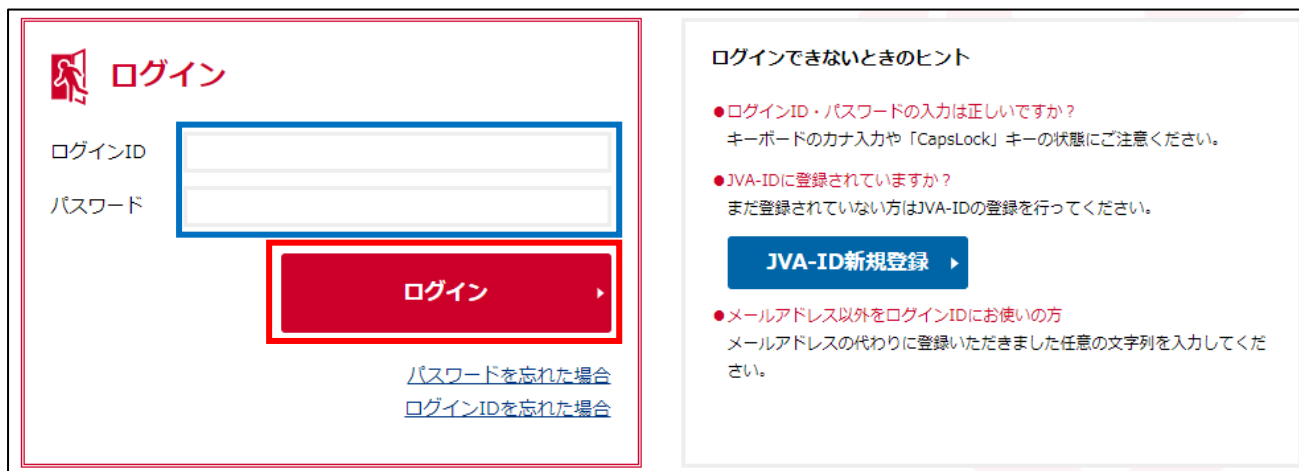 ログイン
ログインID
パスワード
ログイン
パスワードを忘れた場合
ログインIDを忘れた場合
ログインできないときのヒント
●ログインID・パスワードの入力は正しいですか？
キーボードのカナ入力や「CapsLock」キーの状態にご注意ください。
●JVA-IDに登録されていますか？
まだ登録されていない方はJVA-IDの登録を行ってください。
JVA-ID新規登録
●メールアドレス以外をログインIDにお使いの方
メールアドレスの代わりに登録いただきました任意の文字列を入力してくだ
さい。